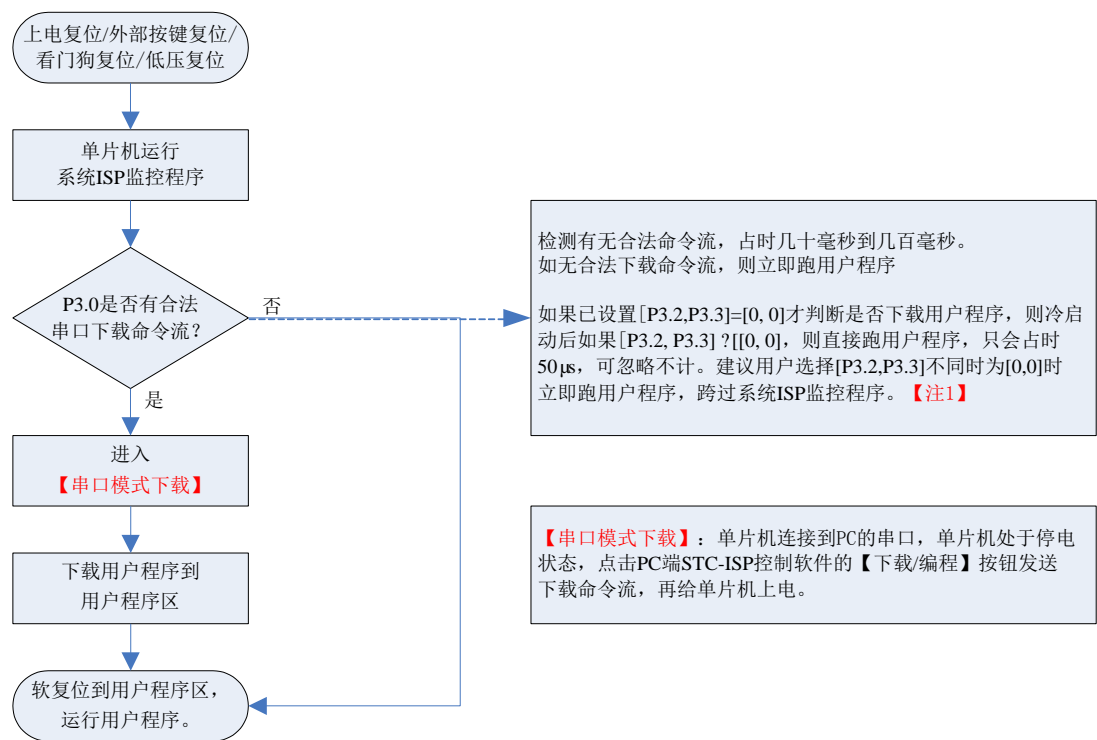 上电复位/外部按键复位/
看门狗复位/低压复位
单片机运行
系统ISP监控程序
P3.0是否有合法
串口下载命令流？
否
是
进入
【串口模式下载】
下载用户程序到
用户程序区
软复位到用户程序区，
运行用户程序。
检测有无合法命令流，占时几十毫秒到几百毫秒。
如无合法下载命令流，则立即跑用户程序
如果已设置[P3.2,P3.3]=[0, 0]才判断是否下载用户程序，则冷启
动后如果[P3.2, P3.3] ?[[0, 0]，则直接跑用户程序，只会占时
50μs，可忽略不计。建议用户选择[P3.2,P3.3]不同时为[0,0]时
立即跑用户程序，跨过系统ISP监控程序。【注1】
【串口模式下载】：单片机连接到PC的串口，单片机处于停电
状态，点击PC端STC-ISP控制软件的【下载/编程】按钮发送
下载命令流，再给单片机上电。